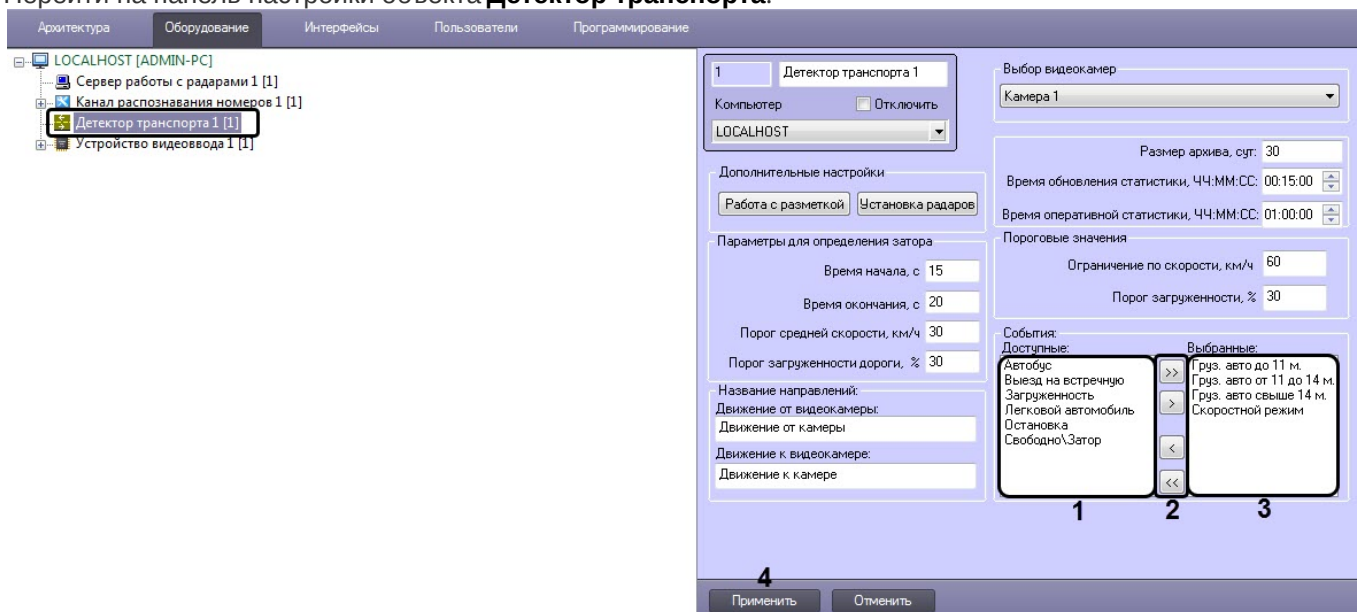 Перейти на панель настройки объекта Детектор транспорта.
Архитектура Оборудование Интерфейсы Пользователи Программирование
LOCALHOST [ADMIN-PC]
Сервер работы с радарами 1 [1]
Канал распознавания номеров 1 [1]
Детектор транспорта 1 [1]
Устройство видеоввода 1 [1]
1 Детектор транспорта 1
Компьютер Отключить
LOCALHOST
Дополнительные настройки
Работа с разметкой Установка радаров
Параметры для определения затора
Время начала, с 15
Время окончания, с 20
Порог средней скорости, км/ч 30
Порог загруженности дороги, % 30
Название направлений:
Движение от видеокамеры:
Движение от камеры
Движение к видеокамере:
Движение к камере
Выбор видеокамер
Камера 1
Размер архива, сут: 30
Время обновления статистики, ЧЧ:ММ:СС: 00:15:00
Время оперативной статистики, ЧЧ:ММ:СС: 01:00:00
Пороговые значения
Ограничение по скорости, км/ч 60
Порог загруженности, % 30
События:
Доступные: Выбранные:
Автобус >> Груз. авто до 11 м.
Выезд на встречную Груз. авто от 11 до 14 м.
Загруженность > Груз. авто свыше 14 м.
Легковой автомобиль Скоростной режим
Остановка
Свободно\Затор <
<<
1 2 3
4
Применить Отменить